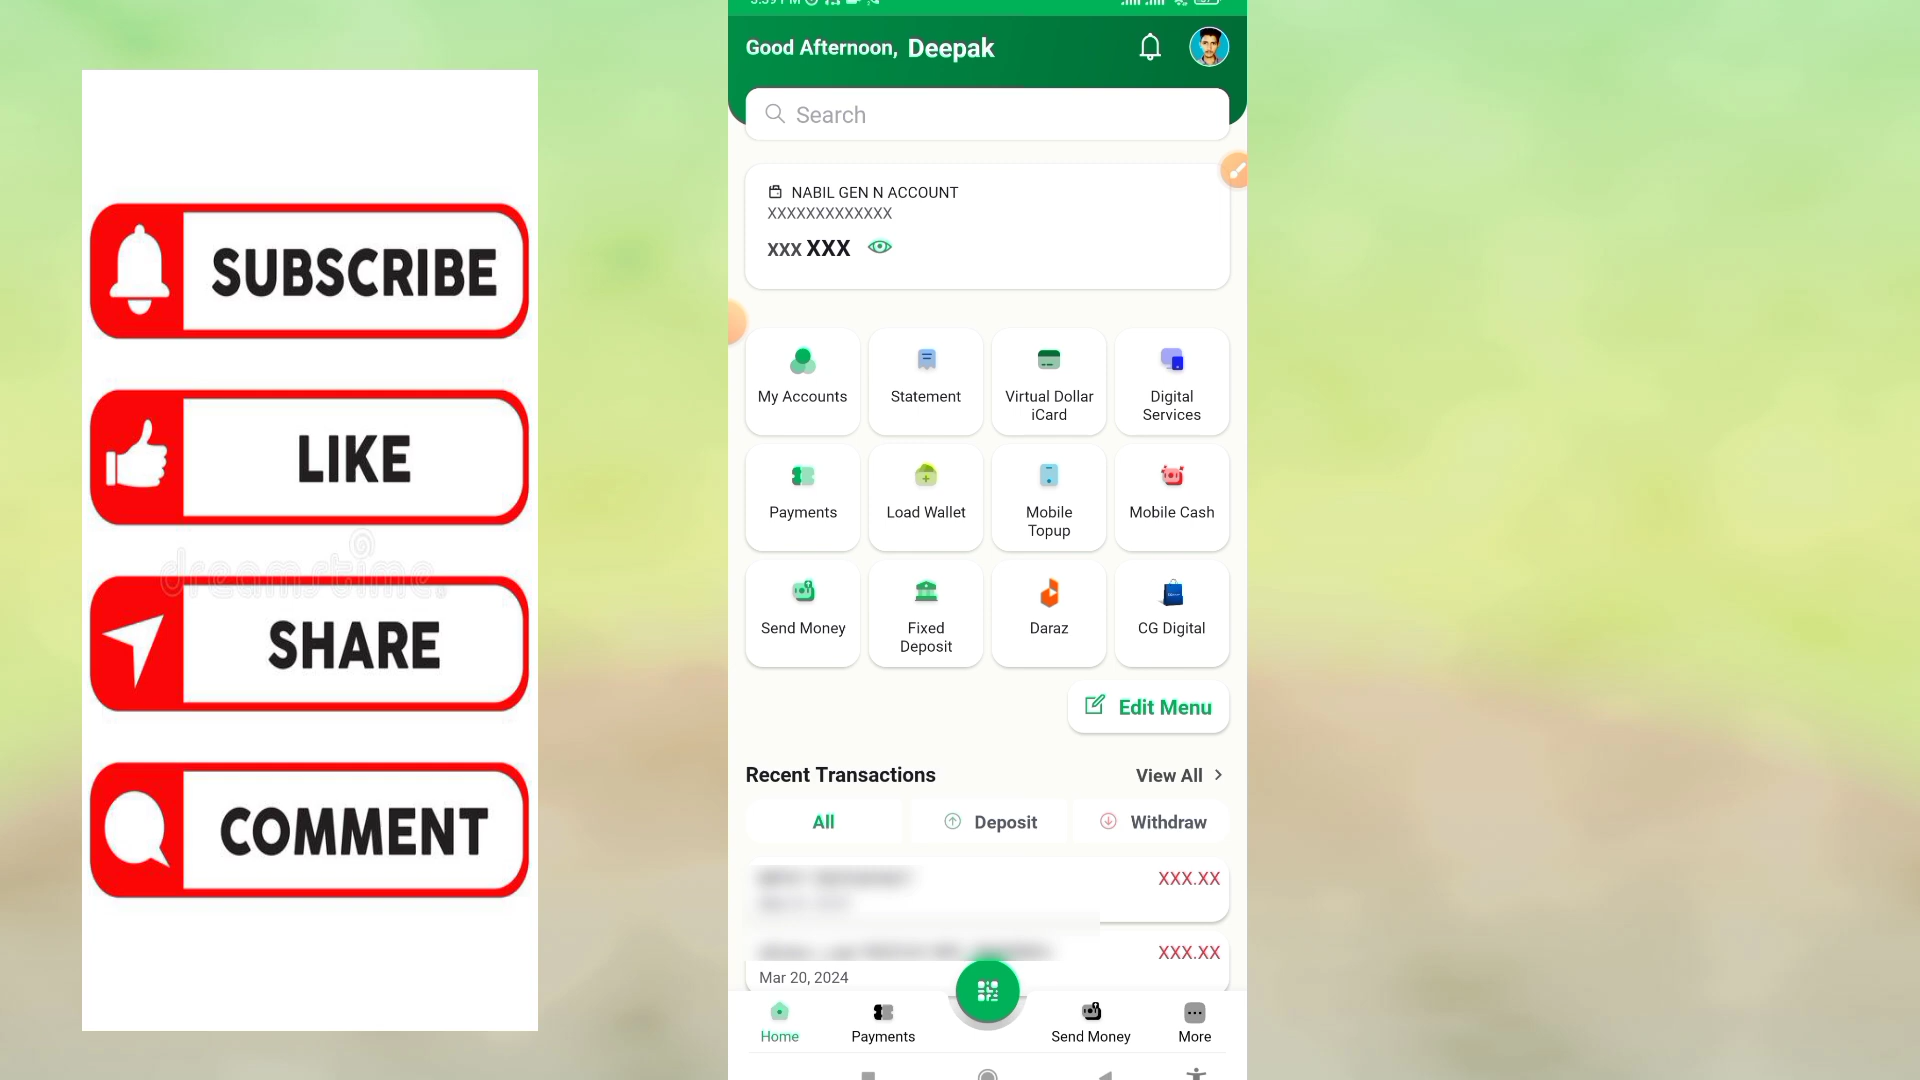 SUBSCRIBE
LIKE
dreamstime.
SHARE
COMMENT
Good Afternoon, Deepak
Search
NABIL GEN N ACCOUNT
XXXXXXXXXXXXX
XXX XXX
My Accounts
Statement
Virtual Dollar
iCard
Digital
Services
Payments
Load Wallet
Mobile
Topup
Mobile Cash
Send Money
Fixed
Deposit
Daraz
CG Digital
Edit Menu
Recent Transactions
View All
All
Deposit
Withdraw
XXX.XX
XXX.XX
Mar 20, 2024
Home
Payments
Send Money
More